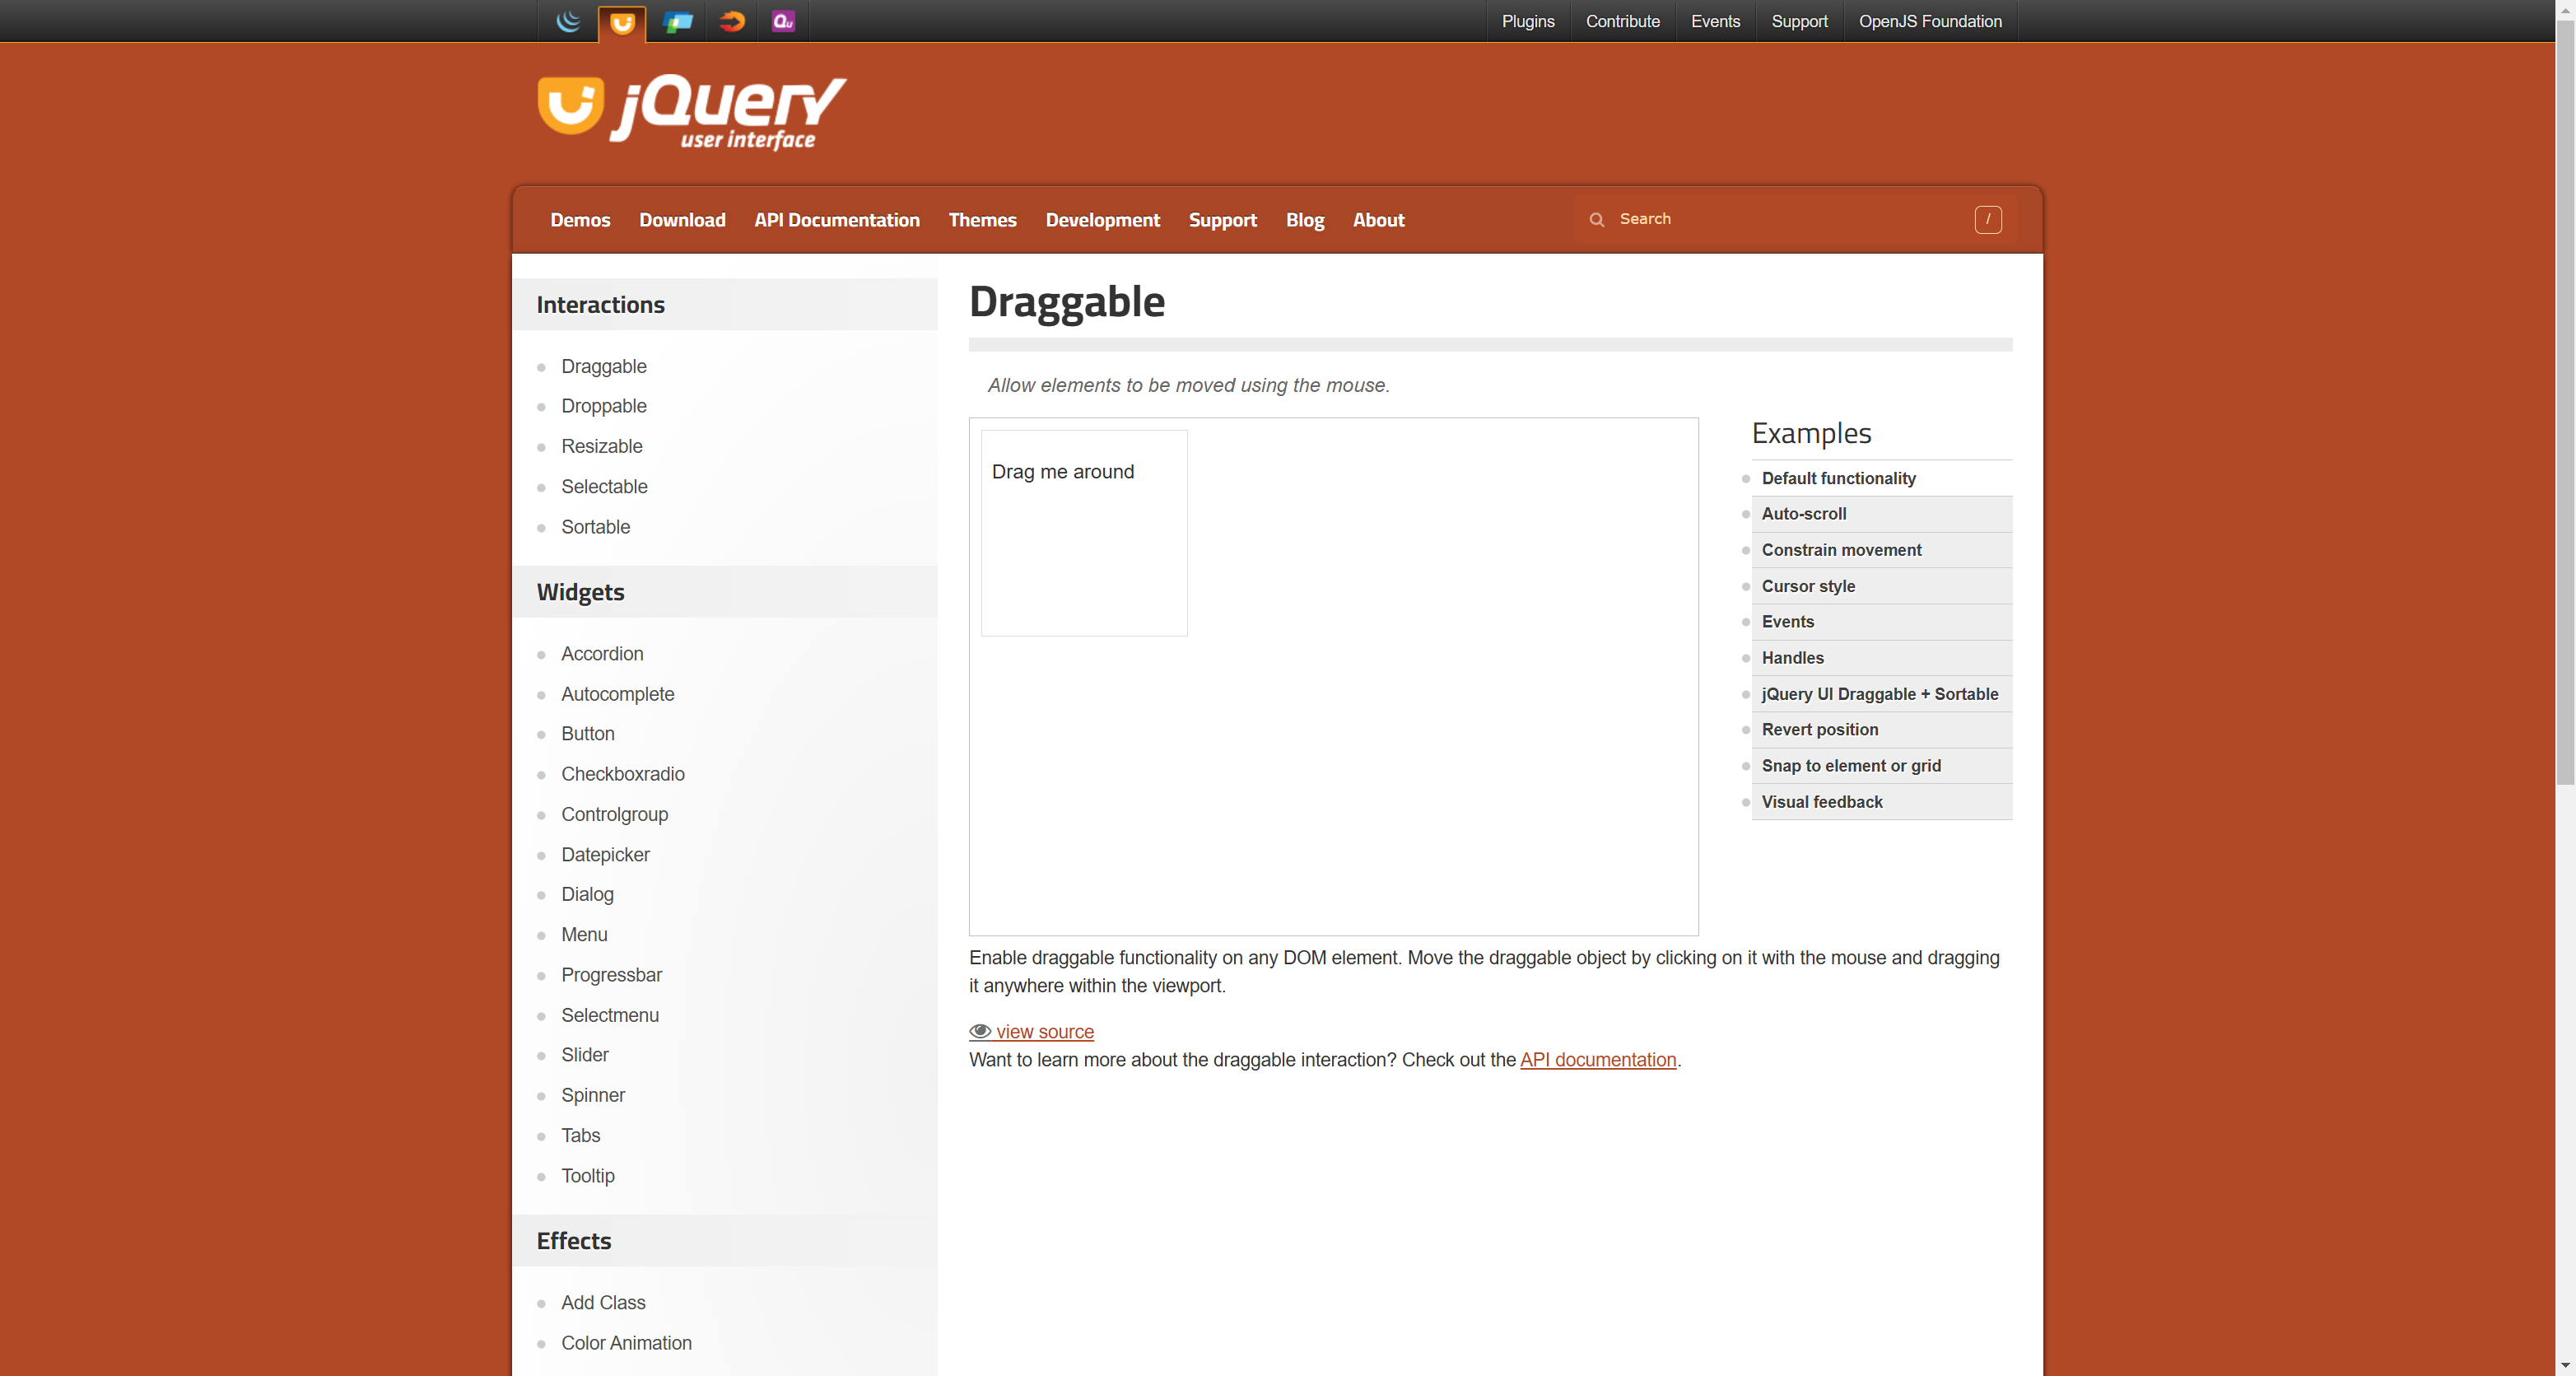 Qu
Plugins Contribute Events Support OpenJS Foundation
jQuery
user interface
Demos Download API Documentation Themes Development Support Blog About Search /
Interactions
Draggable
Droppable
Resizable
Selectable
Sortable
Widgets
Accordion
Autocomplete
Button
Checkboxradio
Controlgroup
Datepicker
Dialog
Menu
Progressbar
Selectmenu
Slider
Spinner
Tabs
Tooltip
Effects
Add Class
Color Animation
Draggable
Allow elements to be moved using the mouse.
Drag me around
Examples
Default functionality
Auto-scroll
Constrain movement
Cursor style
Events
Handles
jQuery UI Draggable + Sortable
Revert position
Snap to element or grid
Visual feedback
Enable draggable functionality on any DOM element. Move the draggable object by clicking on it with the mouse and dragging
it anywhere within the viewport.
view source
Want to learn more about the draggable interaction? Check out the API documentation.